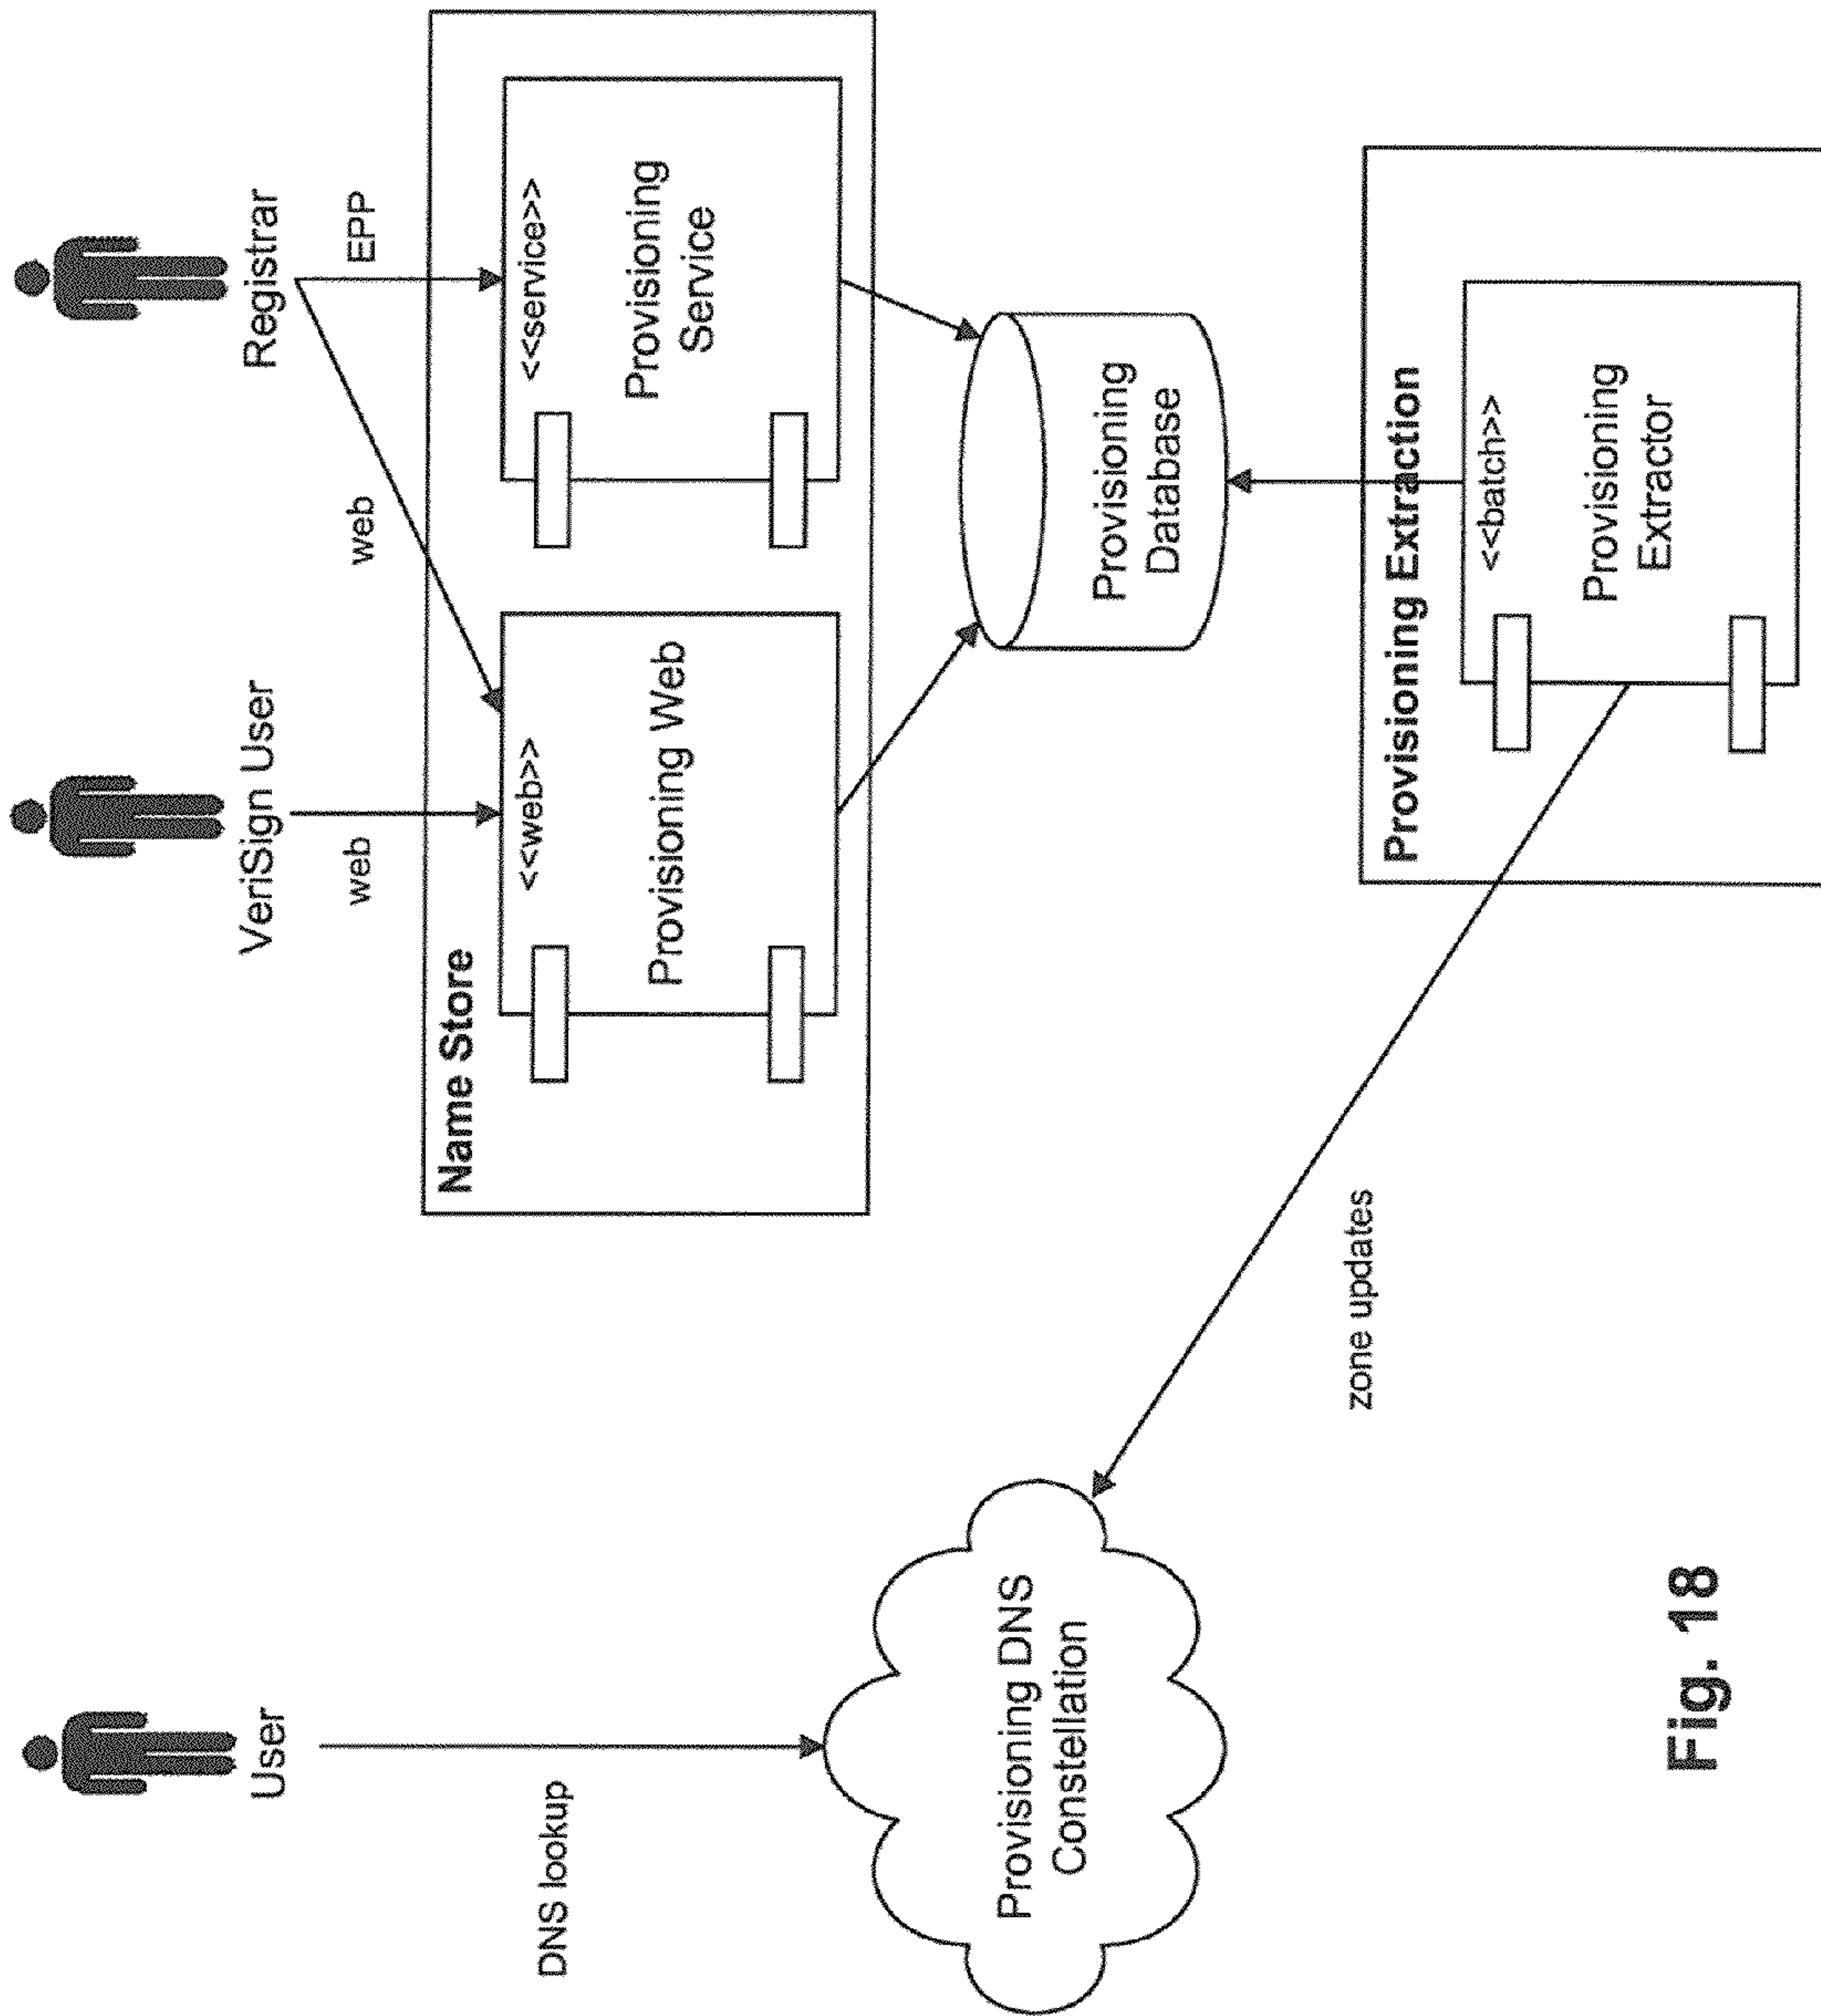 User
VeriSign User
Registrar
DNS lookup
web
web
EPP
Name Store
<<web>>
Provisioning Web
<<service>>
Provisioning
Service
Provisioning DNS
Constellation
Provisioning
Database
zone updates
Provisioning Extraction
<<batch>>
Provisioning
Extractor
Fig. 18